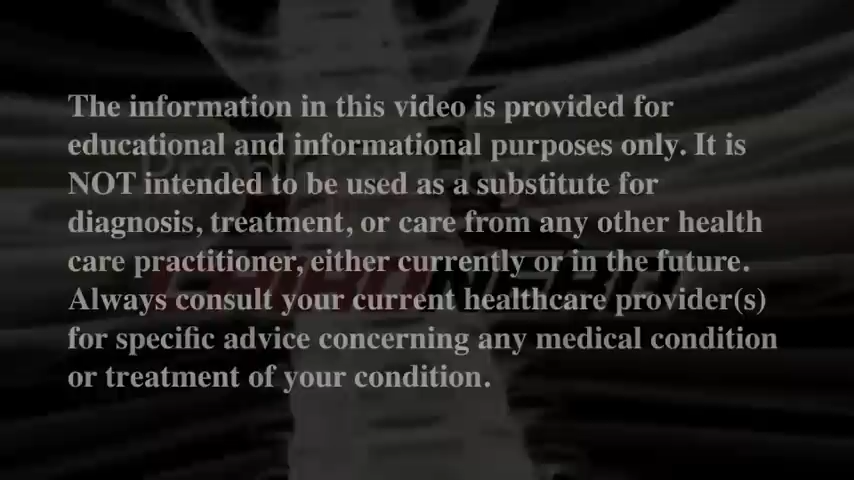 The information in this video is provided for
educational and informational purposes only. It is
NOT intended to be used as a substitute for
diagnosis, treatment, or care from any other health
care practitioner, either currently or in the future.
Always consult your current healthcare provider(s)
for specific advice concerning any medical condition
or treatment of your condition.